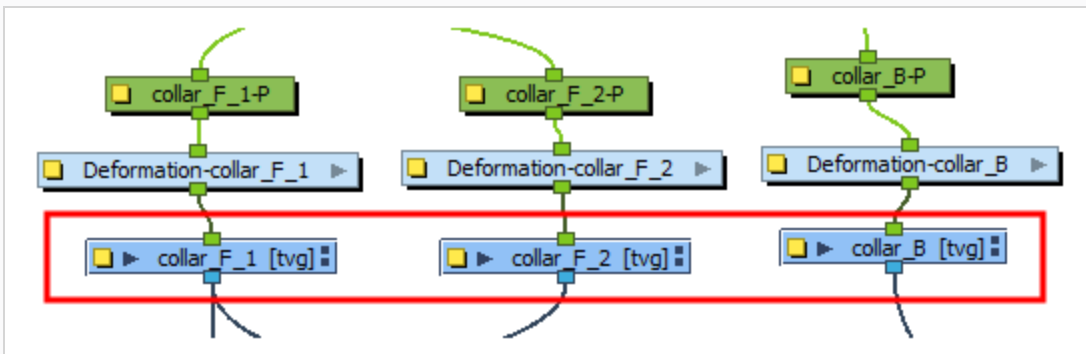 collar_F_1-P
collar_F_2-P
collar_B-P
Deformation-collar_F_1
Deformation-collar_F_2
Deformation-collar_B
collar_F_1 [tvg]
collar_F_2 [tvg]
collar_B [tvg]